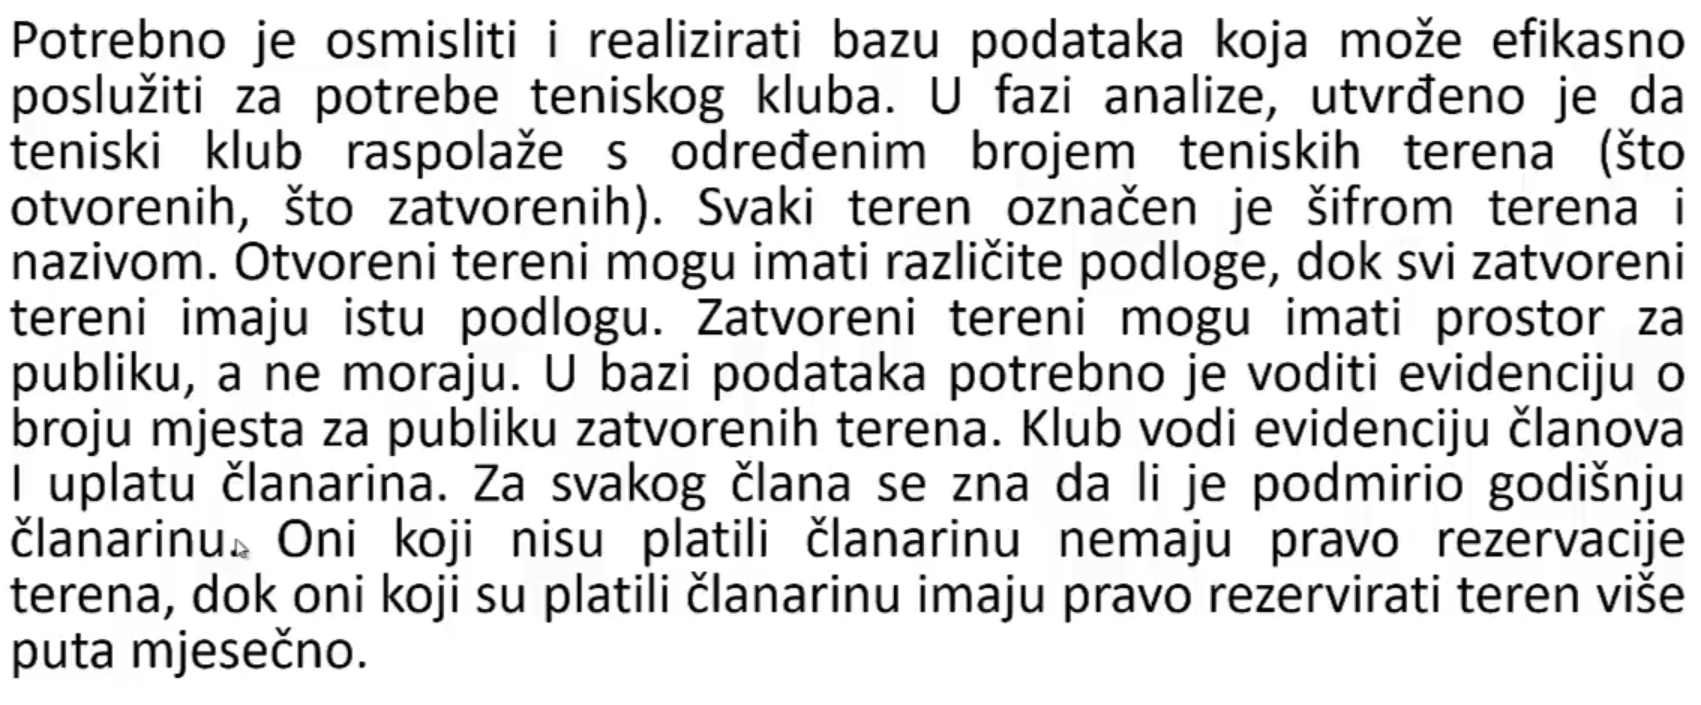 Potrebno je osmisliti i realizirati bazu podataka koja može efikasno
poslužiti za potrebe teniskog kluba. U fazi analize, utvrđeno je da
teniski klub raspolaže s određenim brojem teniskih terena (što
otvorenih, što zatvorenih). Svaki teren označen je šifrom terena i
nazivom. Otvoreni tereni mogu imati različite podloge, dok svi zatvoreni
tereni imaju istu podlogu. Zatvoreni tereni mogu imati prostor za
publiku, a ne moraju. U bazi podataka potrebno je voditi evidenciju o
broju mjesta za publiku zatvorenih terena. Klub vodi evidenciju članova
I uplatu članarina. Za svakog člana se zna da li je podmirio godišnju
članarinu. Oni koji nisu platili članarinu nemaju pravo rezervacije
terena, dok oni koji su platili članarinu imaju pravo rezervirati teren više
puta mjesečno.